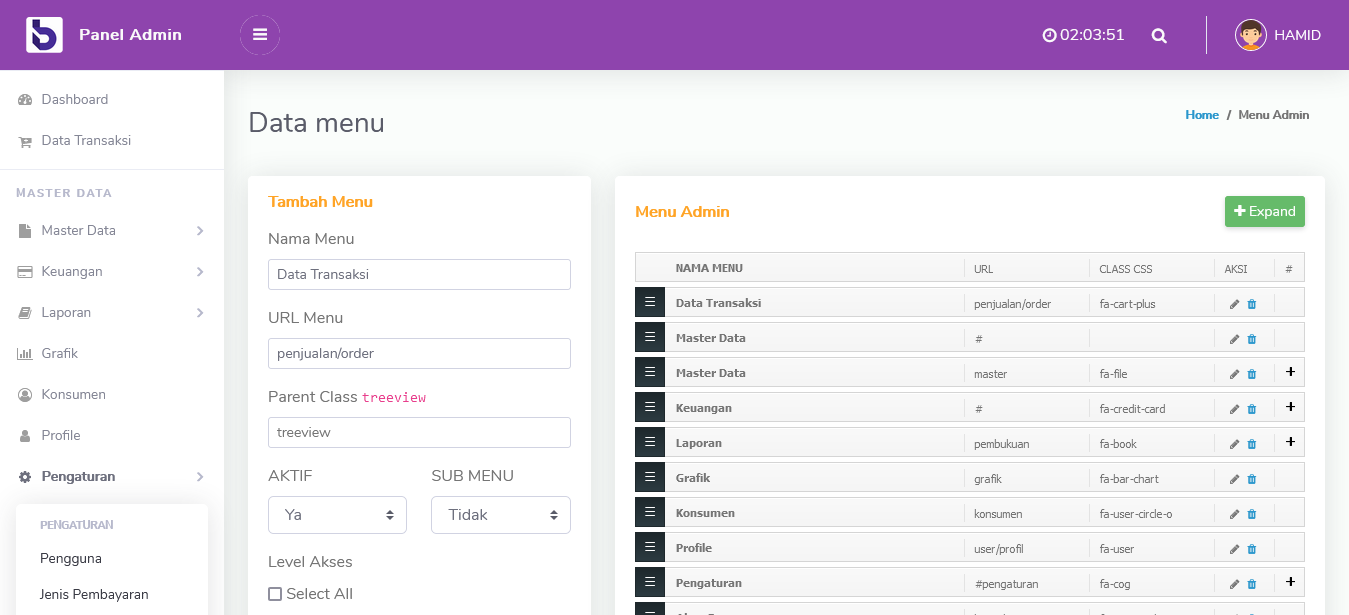 Panel Admin
02:03:51
HAMID
Dashboard
Data Transaksi
MASTER DATA
Master Data
Keuangan
Laporan
Grafik
Konsumen
Profile
Pengaturan
PENGATURAN
Pengguna
Jenis Pembayaran
Data menu
Home / Menu Admin
Tambah Menu
Nama Menu
Data Transaksi
URL Menu
penjualan/order
Parent Class treeview
treeview
AKTIF SUB MENU
Ya Tidak
Level Akses
Select All
Menu Admin
Expand
NAMA MENU URL CLASS CSS AKSI #
Data Transaksi penjualan/order fa-cart-plus
Master Data #
Master Data master fa-file
Keuangan # fa-credit-card
Laporan pembukuan fa-book
Grafik grafik fa-bar-chart
Konsumen konsumen fa-user-circle-o
Profile user/profil fa-user
Pengaturan #pengaturan fa-cog